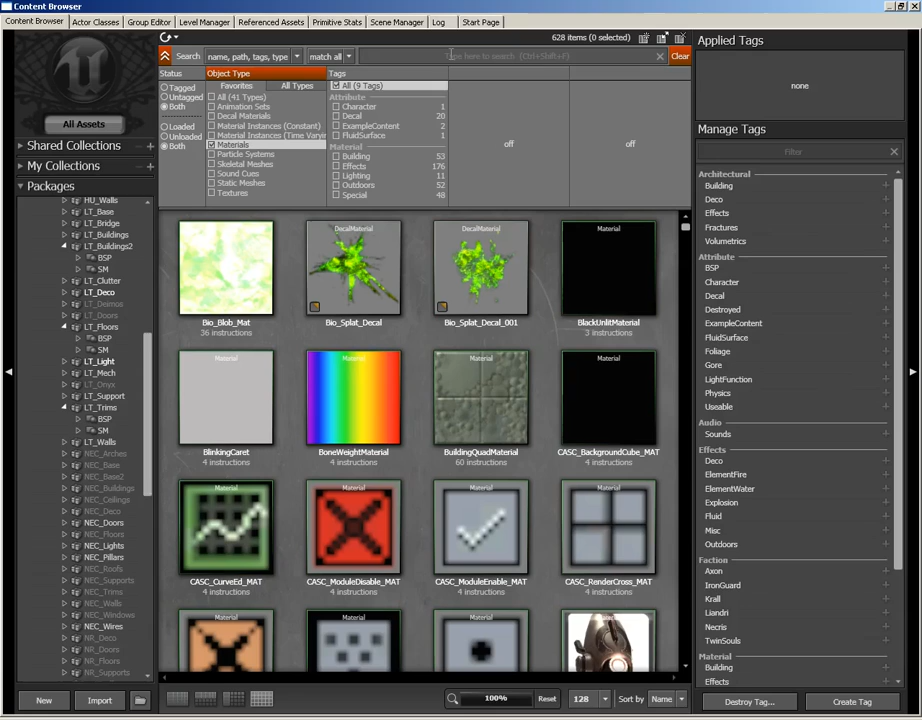 Content Browser
Content Browser Actor Classes Group Editor Level Manager Referenced Assets Primitive Stats Scene Manager Log Start Page
628 items (0 selected)
Search name, path, tags, type match all Type here to search (Ctrl+Shift+F) Clear
All Assets
Shared Collections
My Collections
Packages
HU_Walls
LT_Base
LT_Bridge
LT_Buildings
LT_Buildings2
BSP
SM
LT_Clutter
LT_Deco
LT_Deimos
LT_Doors
LT_Floors
BSP
SM
LT_Light
LT_Mech
LT_Onyx
LT_Support
LT_Trims
BSP
SM
LT_Walls
NEC_Arches
NEC_Base
NEC_Base2
NEC_Buildings
NEC_Ceilings
NEC_Deco
NEC_Doors
NEC_Floors
NEC_Lights
NEC_Pillars
NEC_Roofs
NEC_Supports
NEC_Trims
NEC_Walls
NEC_Windows
NEC_Wires
NR_Deco
NR_Doors
NR_Floors
NR_Supports
New Import
Status
Tagged
Untagged
Both
Loaded
Unloaded
Both
Object Type
Favorites All Types
All (41 Types)
Animation Sets
Decal Materials
Material Instances (Constant)
Material Instances (Time Varyin
Materials
Particle Systems
Skeletal Meshes
Sound Cues
Static Meshes
Textures
Tags
All (9 Tags)
Attribute
Character 1
Decal 20
ExampleContent 2
FluidSurface 1
Material
Building 53
Effects 176
Lighting 11
Outdoors 52
Special 48
off
off
DecalMaterial DecalMaterial Material
Bio_Blob_Mat Bio_Splat_Decal Bio_Splat_Decal_001 BlackUnlitMaterial
36 instructions 3 instructions
Material Material Material Material
BlinkingCaret BoneWeightMaterial BuildingQuadMaterial CASC_BackgroundCube_MAT
4 instructions 4 instructions 60 instructions 4 instructions
Material Material Material Material
CASC_CurveEd_MAT CASC_ModuleDisable_MAT CASC_ModuleEnable_MAT CASC_RenderCross_MAT
4 instructions 4 instructions 4 instructions 4 instructions
Material Material Material Material
100% Reset 128 Sort by Name
Applied Tags
none
Manage Tags
Filter
Architectural
Building
Deco
Effects
Fractures
Volumetrics
Attribute
BSP
Character
Decal
Destroyed
ExampleContent
FluidSurface
Foliage
Gore
LightFunction
Physics
Useable
Audio
Sounds
Effects
Deco
ElementFire
ElementWater
Explosion
Fluid
Misc
Outdoors
Faction
Axon
IronGuard
Krall
Liandri
Necris
TwinSouls
Material
Building
Effects
Destroy Tag... Create Tag